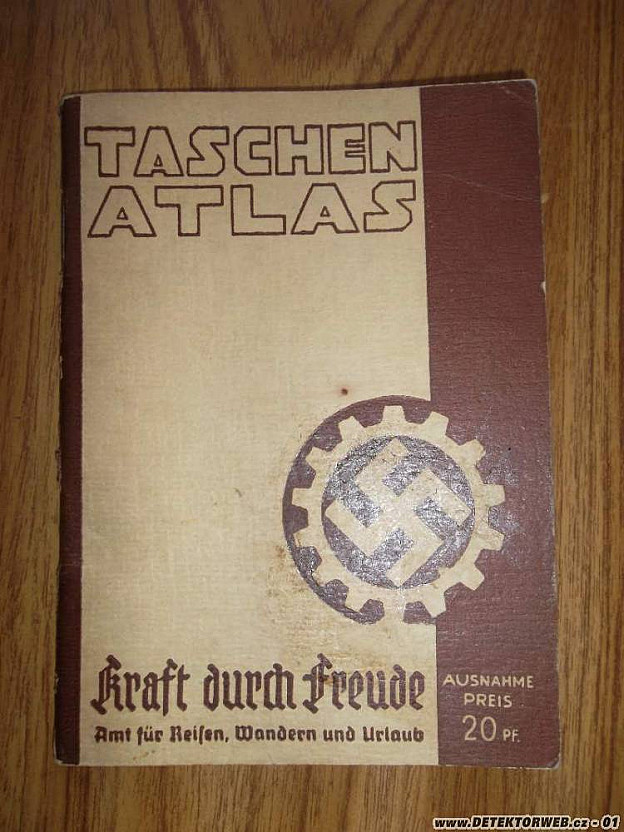 TASCHEN
ATLAS
Kraft durch Freude
Amt für Reisen, Wandern und Urlaub
AUSNAHME
PREIS
20 PF.
www.DETEKTORWEB.cz - 01